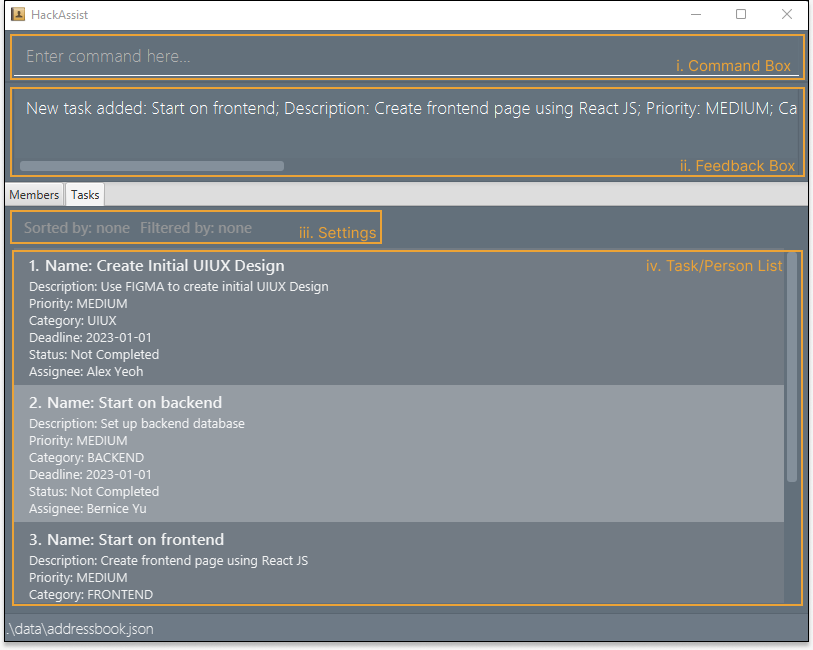 HackAssist
Enter command here...
i. Command Box
New task added: Start on frontend; Description: Create frontend page using React JS; Priority: MEDIUM; Ca
ii. Feedback Box
Members Tasks
Sorted by: none Filtered by: none
iii. Settings
iv. Task/Person List
1. Name: Create Initial UIUX Design
Description: Use FIGMA to create initial UIUX Design
Priority: MEDIUM
Category: UIUX
Deadline: 2023-01-01
Status: Not Completed
Assignee: Alex Yeoh
2. Name: Start on backend
Description: Set up backend database
Priority: MEDIUM
Category: BACKEND
Deadline: 2023-01-01
Status: Not Completed
Assignee: Bernice Yu
3. Name: Start on frontend
Description: Create frontend page using React JS
Priority: MEDIUM
Category: FRONTEND
.\data\addressbook.json